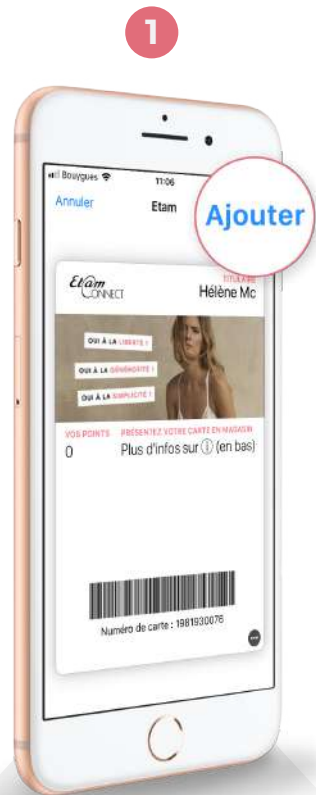 1
Bouygues 11:06
Annuler Etam Ajouter
Etam CONNECT
TITULAIRE
Hélène Mc
OUI À LA LIBERTÉ !
OUI À LA GÉNÉROSITÉ !
OUI À LA SIMPLICITÉ !
VOS POINTS PRÉSENTEZ VOTRE CARTE EN MAGASIN
0 Plus d'infos sur ⓘ (en bas)
Numéro de carte : 1981930076